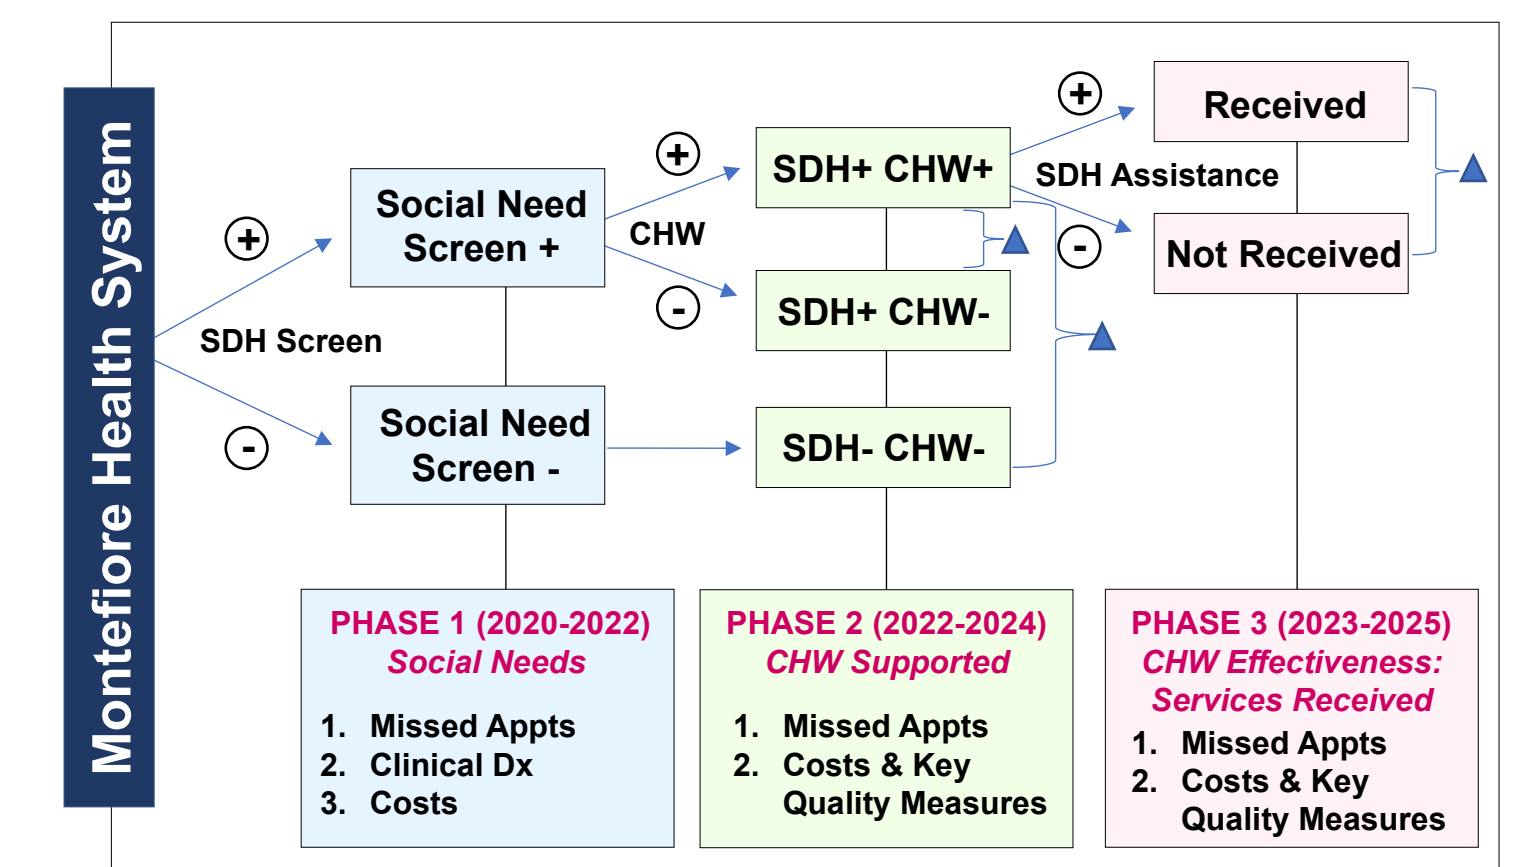 Montefiore Health System
+
SDH Screen
-
Social Need
Screen +
Social Need
Screen -
+
CHW
-
SDH+ CHW+
SDH+ CHW-
SDH- CHW-
+
SDH Assistance
-
Received
Not Received
PHASE 1 (2020-2022)
Social Needs
1. Missed Appts
2. Clinical Dx
3. Costs
PHASE 2 (2022-2024)
CHW Supported
1. Missed Appts
2. Costs & Key
Quality Measures
PHASE 3 (2023-2025)
CHW Effectiveness:
Services Received
1. Missed Appts
2. Costs & Key
Quality Measures